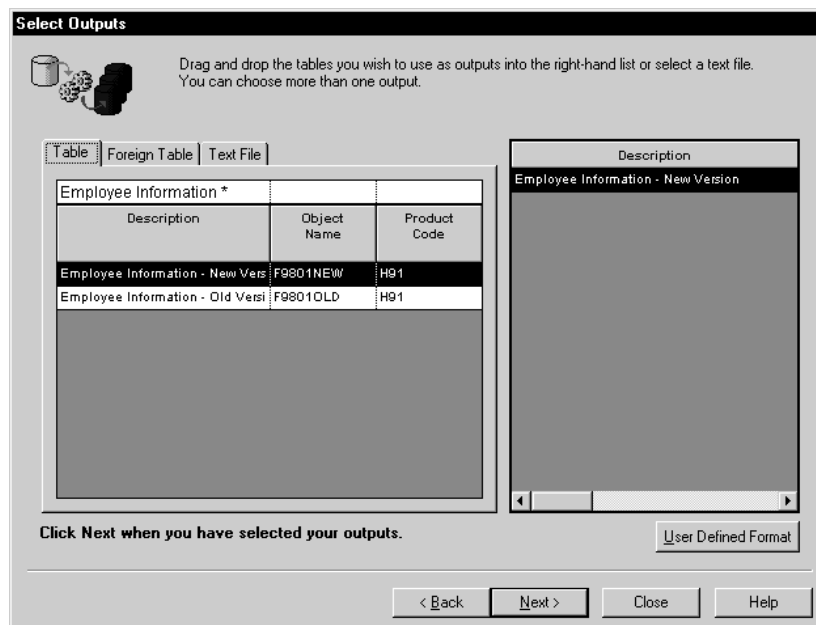 Select Outputs
Drag and drop the tables you wish to use as outputs into the right-hand list or select a text file.
You can choose more than one output.
Table
Foreign Table
Text File
Employee Information *
Description
Object
Name
Product
Code
Employee Information - New Vers
F9801NEW
H91
Employee Information - Old Versi
F9801OLD
H91
Description
Employee Information - New Version
Click Next when you have selected your outputs.
User Defined Format
< Back
Next >
Close
Help